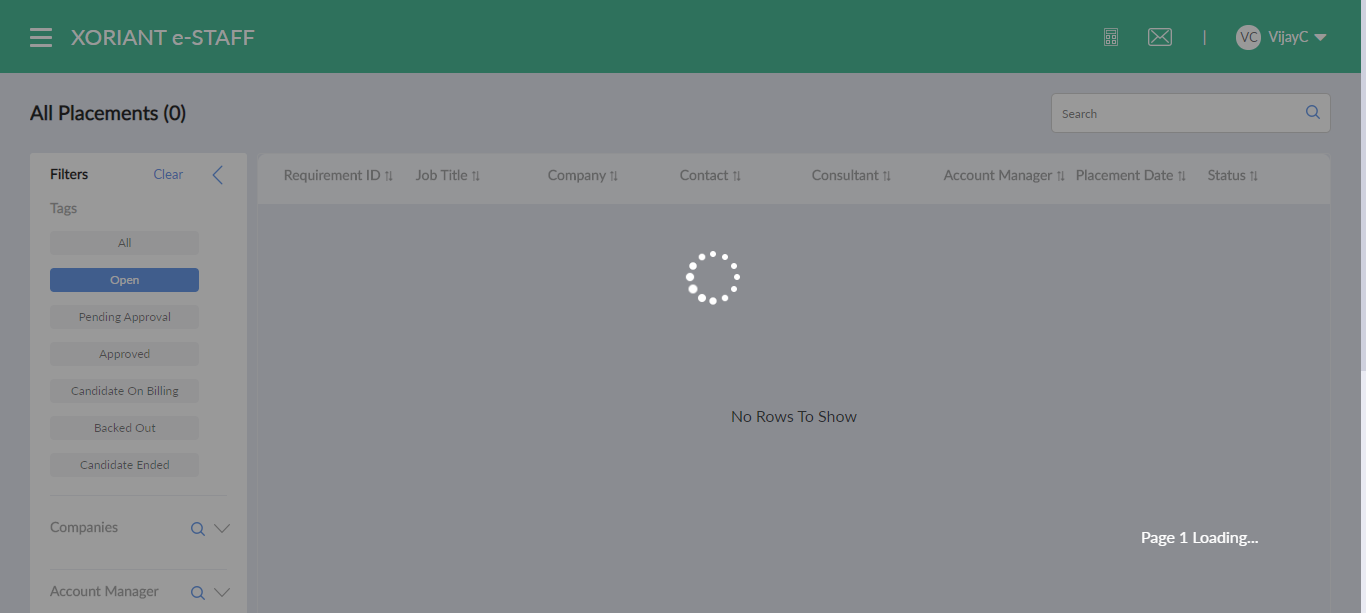 XORIANT e-STAFF
|
VC VijayC
All Placements (0)
Search
Filters Clear
Requirement ID Job Title Company Contact Consultant Account Manager Placement Date Status
Tags
All
Open
Pending Approval
Approved
Candidate On Billing
Backed Out
Candidate Ended
No Rows To Show
Companies
Page 1 Loading...
Account Manager